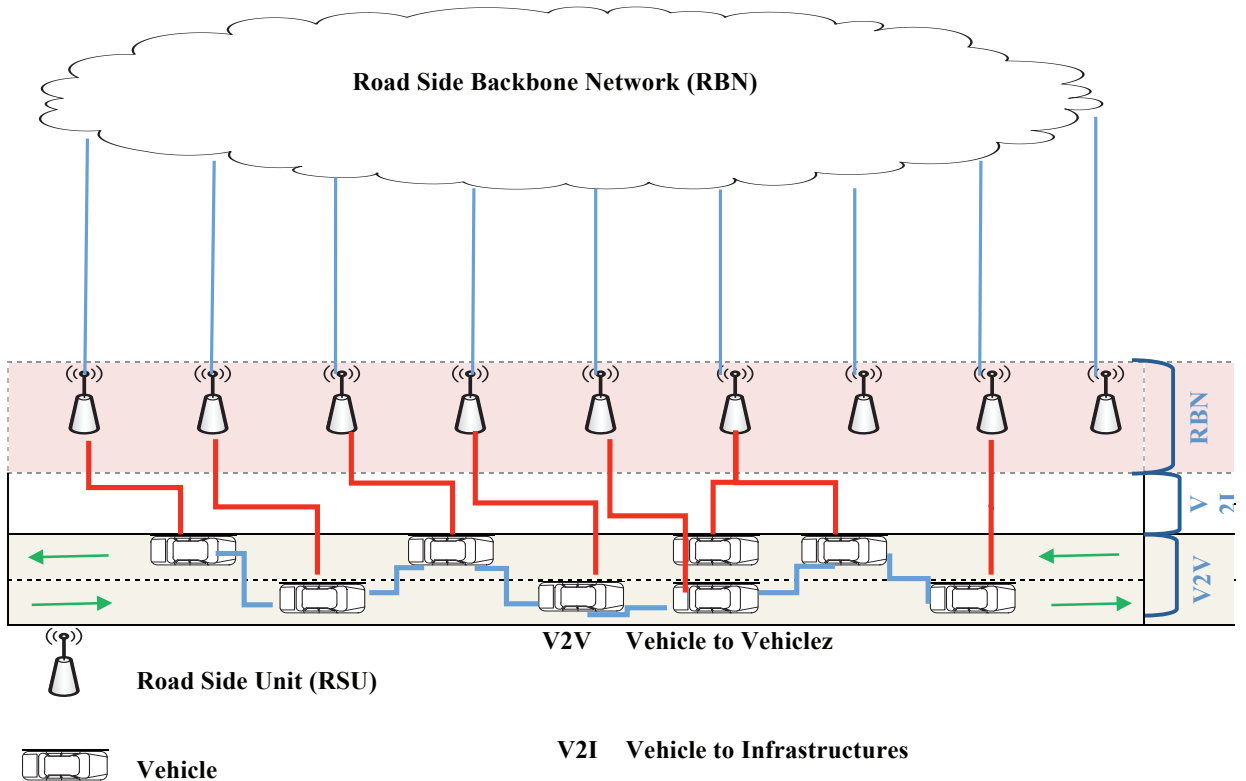 Road Side Backbone Network (RBN)
RBN
V
2I
V2V
V2V Vehicle to Vehiclez
Road Side Unit (RSU)
V2I Vehicle to Infrastructures
Vehicle